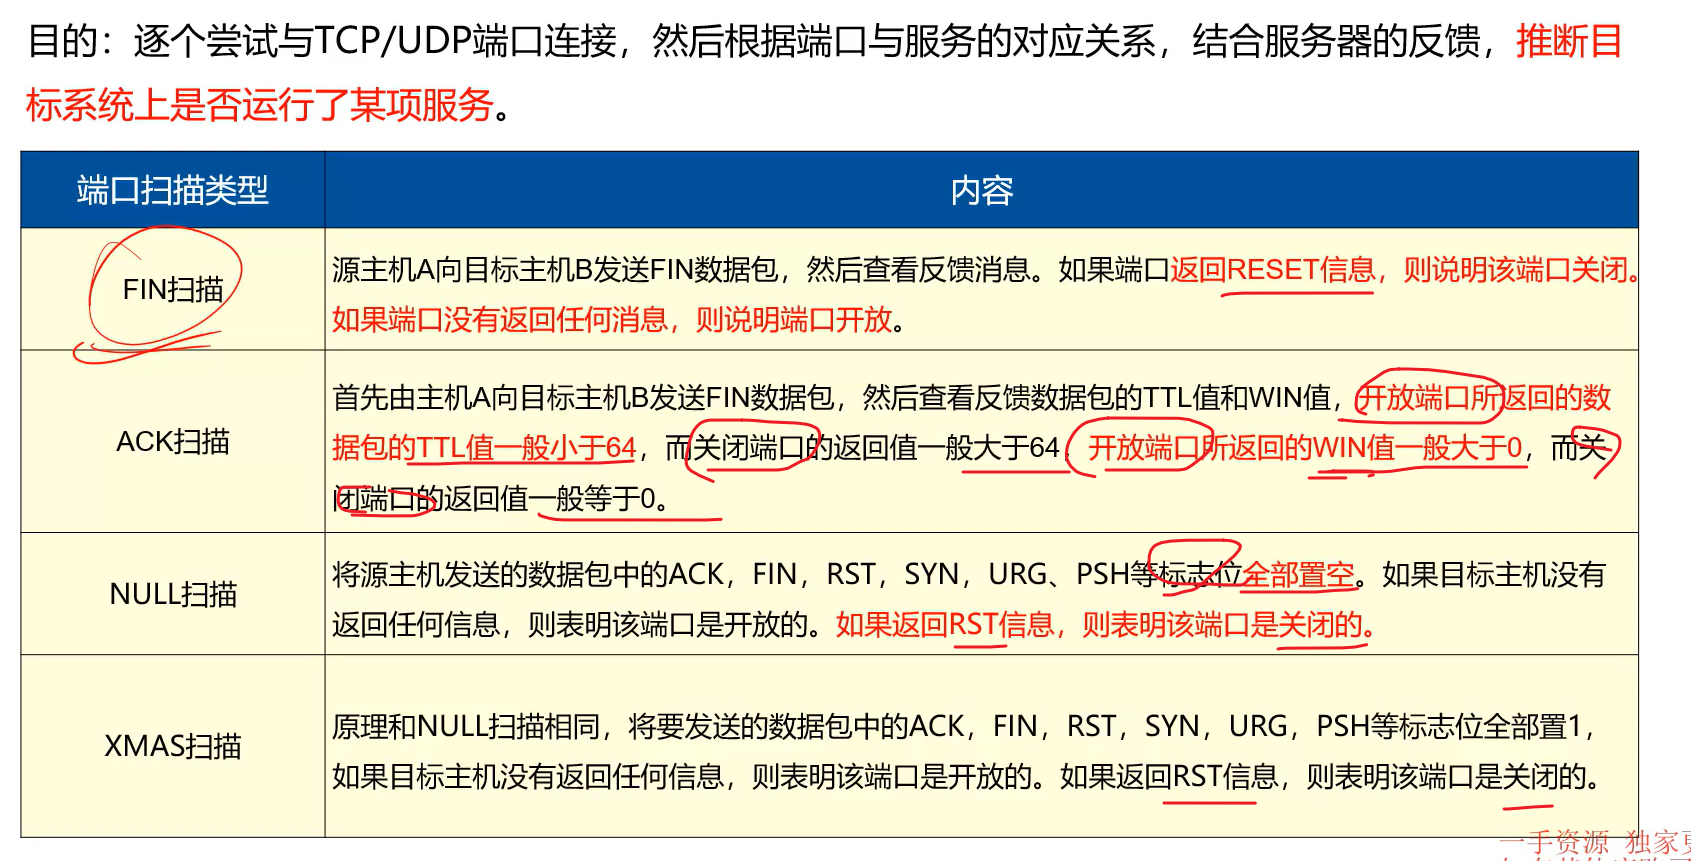 目的：逐个尝试与TCP/UDP端口连接，然后根据端口与服务的对应关系，结合服务器的反馈，推断目
标系统上是否运行了某项服务。
端口扫描类型 内容
FIN扫描
源主机A向目标主机B发送FIN数据包，然后查看反馈消息。如果端口返回RESET信息，则说明该端口关闭。
如果端口没有返回任何消息，则说明端口开放。
ACK扫描
首先由主机A向目标主机B发送FIN数据包，然后查看反馈数据包的TTL值和WIN值，开放端口所返回的数
据包的TTL值一般小于64，而关闭端口的返回值一般大于64，开放端口所返回的WIN值一般大于0，而关
闭端口的返回值一般等于0。
NULL扫描
将源主机发送的数据包中的ACK，FIN，RST，SYN，URG、PSH等标志位全部置空。如果目标主机没有
返回任何信息，则表明该端口是开放的。如果返回RST信息，则表明该端口是关闭的。
XMAS扫描
原理和NULL扫描相同，将要发送的数据包中的ACK，FIN，RST，SYN，URG，PSH等标志位全部置1，
如果目标主机没有返回任何信息，则表明该端口是开放的。如果返回RST信息，则表明该端口是关闭的。
一手资源 独家更